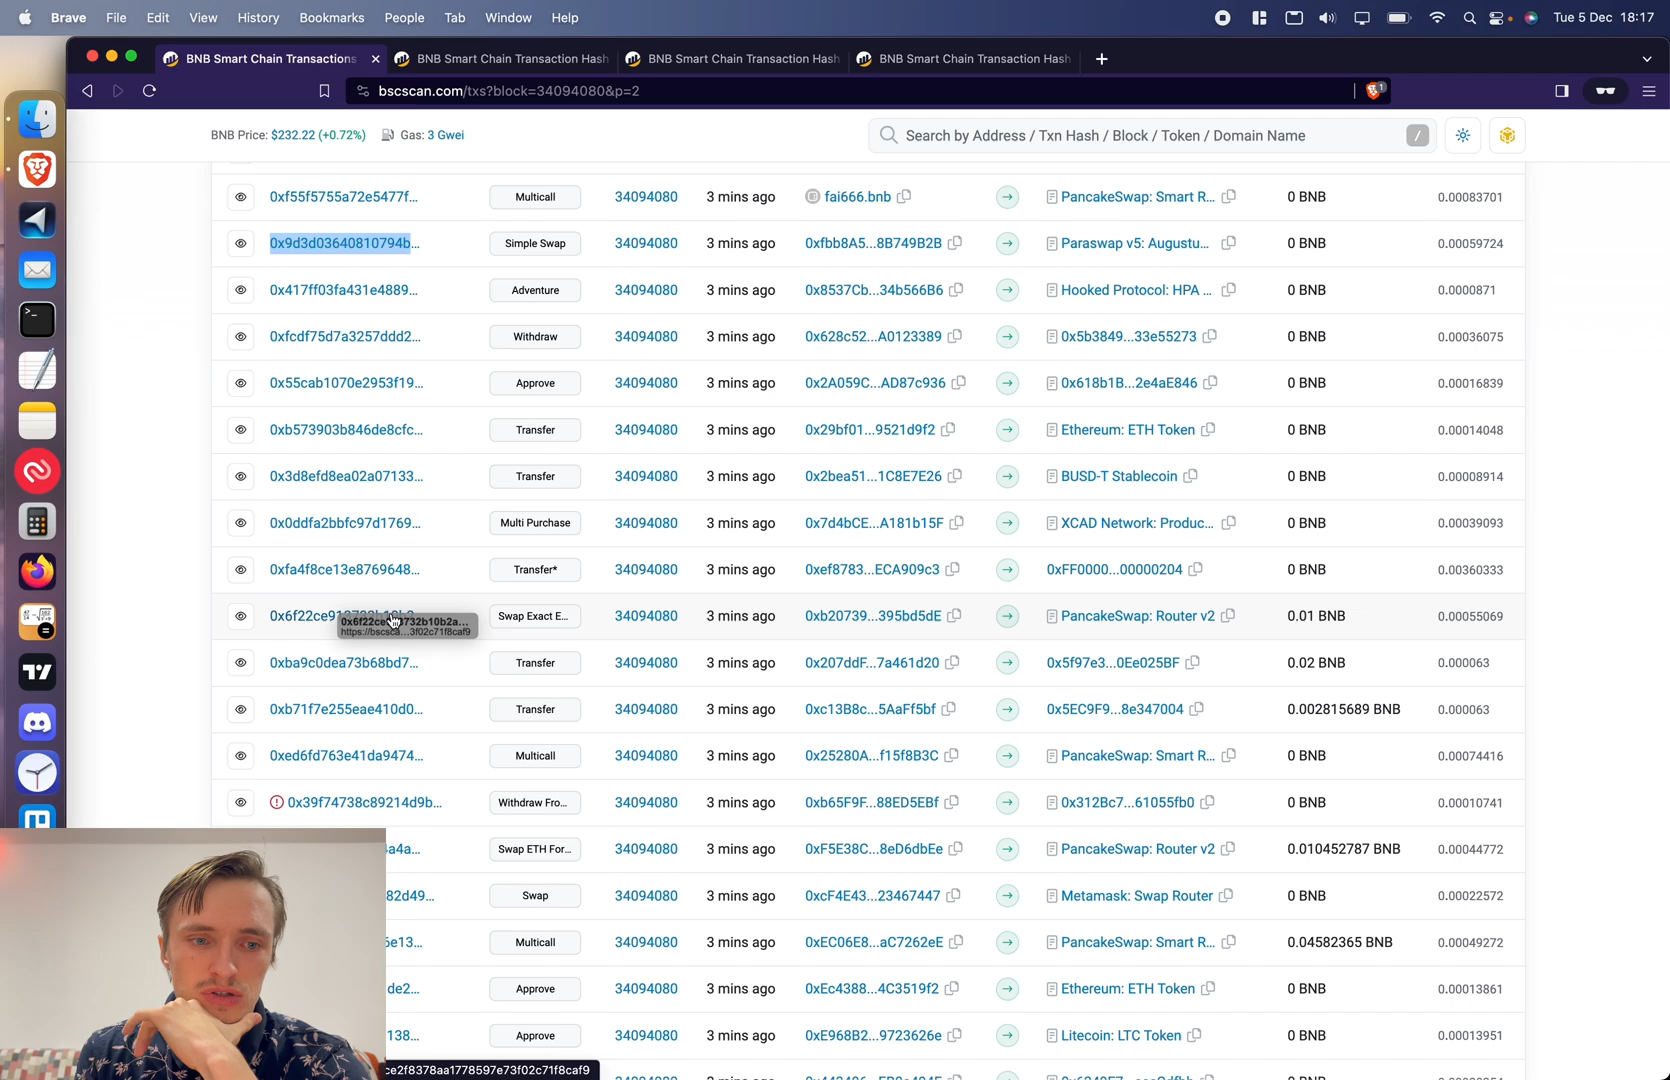 Brave File Edit View History Bookmarks People Tab Window Help Tue 5 Dec 18:17
BNB Smart Chain Transactions BNB Smart Chain Transaction Hash BNB Smart Chain Transaction Hash BNB Smart Chain Transaction Hash
bscscan.com/txs?block=34094080&p=2 1
BNB Price: $232.22 (+0.72%) Gas: 3 Gwei Search by Address / Txn Hash / Block / Token / Domain Name /
0xf55f5755a72e5477f... Multicall 34094080 3 mins ago fai666.bnb PancakeSwap: Smart R... 0 BNB 0.00083701
0x9d3d03640810794b... Simple Swap 34094080 3 mins ago 0xfbb8A5...8B749B2B Paraswap v5: Augustu... 0 BNB 0.00059724
0x417ff03fa431e4889... Adventure 34094080 3 mins ago 0x8537Cb...34b566B6 Hooked Protocol: HPA ... 0 BNB 0.0000871
0xfcdf75d7a3257ddd2... Withdraw 34094080 3 mins ago 0x628c52...A0123389 0x5b3849...33e55273 0 BNB 0.00036075
0x55cab1070e2953f19... Approve 34094080 3 mins ago 0x2A059C...AD87c936 0x618b1B...2e4aE846 0 BNB 0.00016839
0xb573903b846de8cfc... Transfer 34094080 3 mins ago 0x29bf01...9521d9f2 Ethereum: ETH Token 0 BNB 0.00014048
0x3d8efd8ea02a07133... Transfer 34094080 3 mins ago 0x2bea51...1C8E7E26 BUSD-T Stablecoin 0 BNB 0.00008914
0x0ddfa2bbfc97d1769... Multi Purchase 34094080 3 mins ago 0x7d4bCE...A181b15F XCAD Network: Produc... 0 BNB 0.00039093
0xfa4f8ce13e8769648... Transfer* 34094080 3 mins ago 0xef8783...ECA909c3 0xFF0000...00000204 0 BNB 0.00360333
Swap Exact E... 34094080 3 mins ago 0xb20739...395bd5dE PancakeSwap: Router v2 0.01 BNB 0.00055069
0xba9c0dea73b68bd7... Transfer 34094080 3 mins ago 0x207ddF...7a461d20 0x5f97e3...0Ee025BF 0.02 BNB 0.000063
0xb71f7e255eae410d0... Transfer 34094080 3 mins ago 0xc13B8c...5AaFf5bf 0x5EC9F9...8e347004 0.002815689 BNB 0.000063
0xed6fd763e41da9474... Multicall 34094080 3 mins ago 0x25280A...f15f8B3C PancakeSwap: Smart R... 0 BNB 0.00074416
0x39f74738c89214d9b... Withdraw Fro... 34094080 3 mins ago 0xb65F9F...88ED5EBf 0x312Bc7...61055fb0 0 BNB 0.00010741
a4a... Swap ETH For... 34094080 3 mins ago 0xF5E38C...8eD6dbEe PancakeSwap: Router v2 0.010452787 BNB 0.00044772
82d49... Swap 34094080 3 mins ago 0xcF4E43...23467447 Metamask: Swap Router 0 BNB 0.00022572
6e13... Multicall 34094080 3 mins ago 0xEC06E8...aC7262eE PancakeSwap: Smart R... 0.04582365 BNB 0.00049272
de2... Approve 34094080 3 mins ago 0xEc4388...4C3519f2 Ethereum: ETH Token 0 BNB 0.00013861
138... Approve 34094080 3 mins ago 0xE968B2...9723626e Litecoin: LTC Token 0 BNB 0.00013951
ce2f8378aa1778597e73f02c71f8caf9